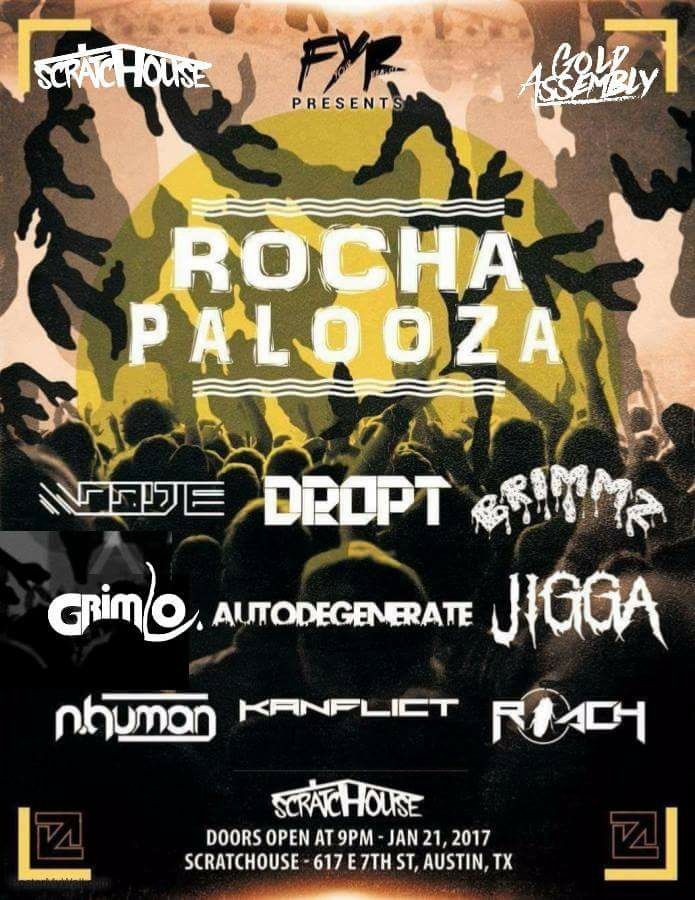 SCRATCHOUSE
FYR
PRESENTS
GOLD
ASSEMBLY
ROCHA
PALOOZA
DROPT
BRIMMZ
GRIMLO
AUTODEGENERATE
JIGGA
n.human
KANFLICT
ROACH
SCRATCHOUSE
DOORS OPEN AT 9PM - JAN 21, 2017
SCRATCHOUSE - 617 E 7TH ST, AUSTIN, TX